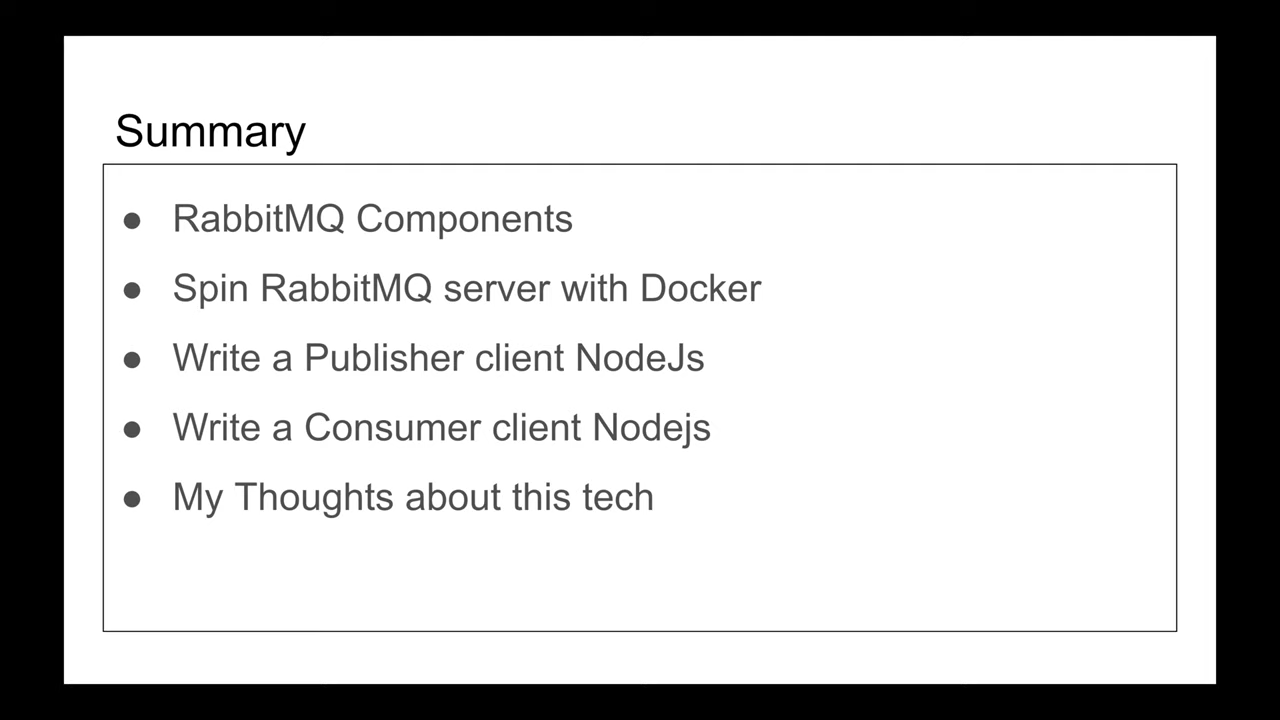 Summary
● RabbitMQ Components
● Spin RabbitMQ server with Docker
● Write a Publisher client NodeJs
● Write a Consumer client Nodejs
● My Thoughts about this tech